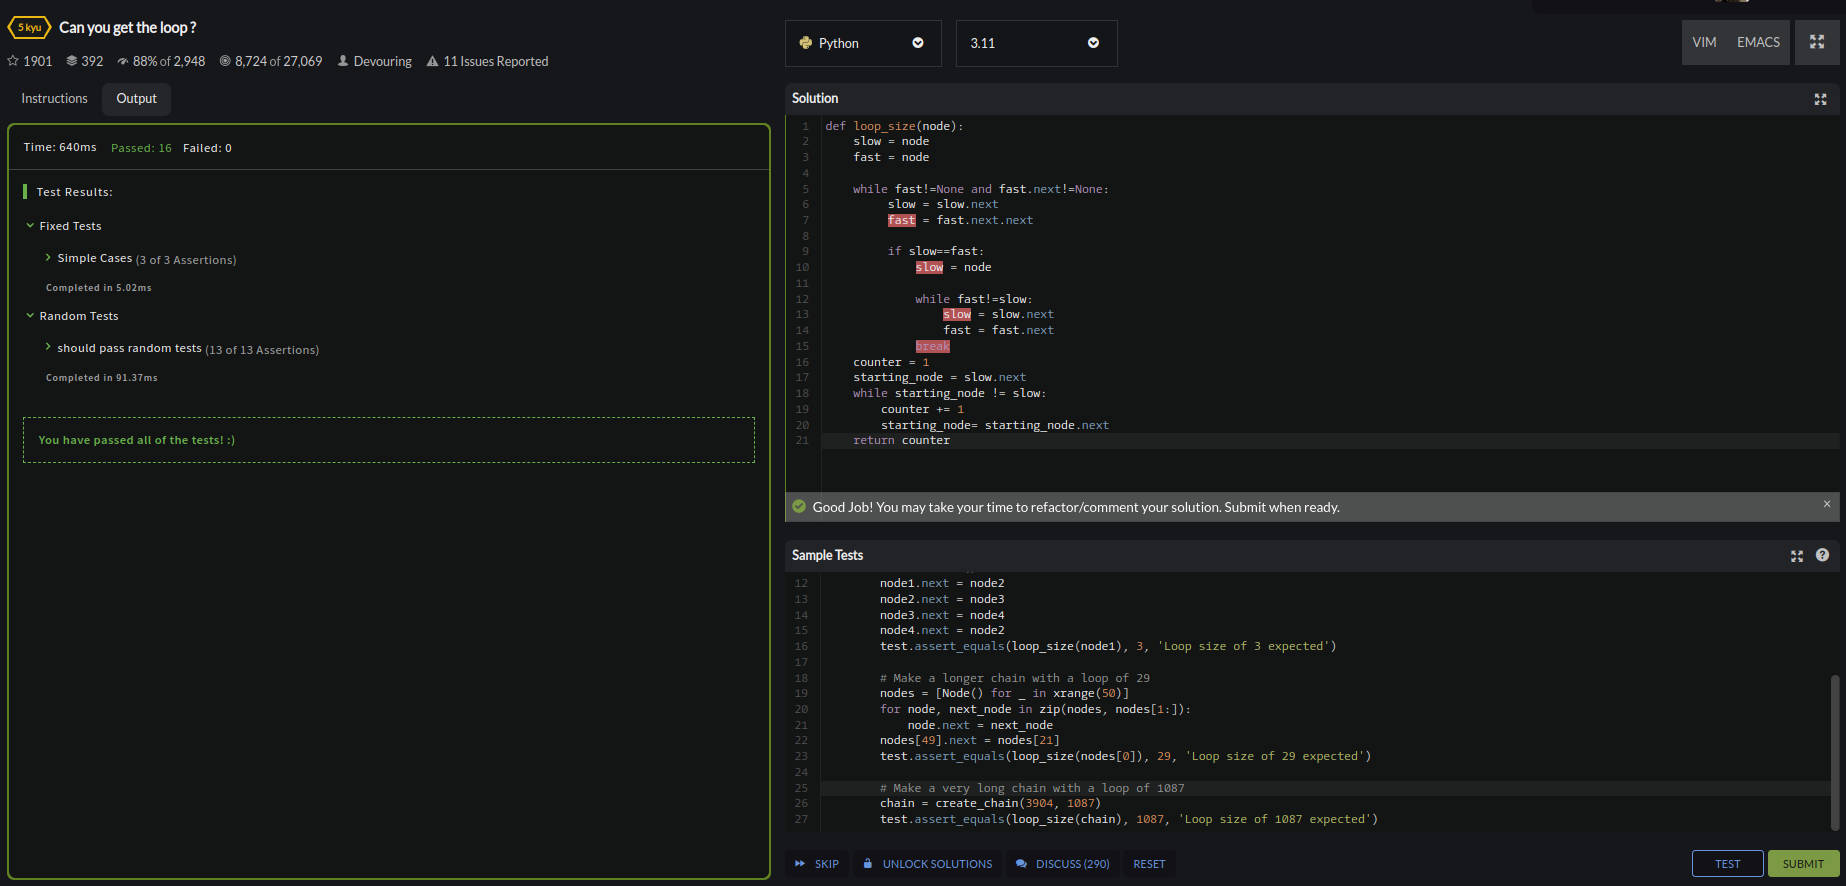 5 kyu Can you get the loop ?
1901 392 88% of 2,948 8,724 of 27,069 Devouring 11 Issues Reported
Instructions Output
Time: 640ms Passed: 16 Failed: 0
Test Results:
Fixed Tests
Simple Cases (3 of 3 Assertions)
Completed in 5.02ms
Random Tests
should pass random tests (13 of 13 Assertions)
Completed in 91.37ms
You have passed all of the tests! :)
Python 3.11 VIM EMACS
Solution
1 def loop_size(node):
2     slow = node
3     fast = node
4
5     while fast!=None and fast.next!=None:
6          slow = slow.next
7          fast = fast.next.next
8
9          if slow==fast:
10             slow = node
11
12             while fast!=slow:
13                 slow = slow.next
14                 fast = fast.next
15             break
16    counter = 1
17    starting_node = slow.next
18    while starting_node != slow:
19        counter += 1
20        starting_node= starting_node.next
21    return counter
Good Job! You may take your time to refactor/comment your solution. Submit when ready. ×
Sample Tests ?
12        node1.next = node2
13        node2.next = node3
14        node3.next = node4
15        node4.next = node2
16        test.assert_equals(loop_size(node1), 3, 'Loop size of 3 expected')
17
18        # Make a longer chain with a loop of 29
19        nodes = [Node() for _ in xrange(50)]
20        for node, next_node in zip(nodes, nodes[1:]):
21            node.next = next_node
22        nodes[49].next = nodes[21]
23        test.assert_equals(loop_size(nodes[0]), 29, 'Loop size of 29 expected')
24
25        # Make a very long chain with a loop of 1087
26        chain = create_chain(3904, 1087)
27        test.assert_equals(loop_size(chain), 1087, 'Loop size of 1087 expected')
SKIP UNLOCK SOLUTIONS DISCUSS (290) RESET TEST SUBMIT